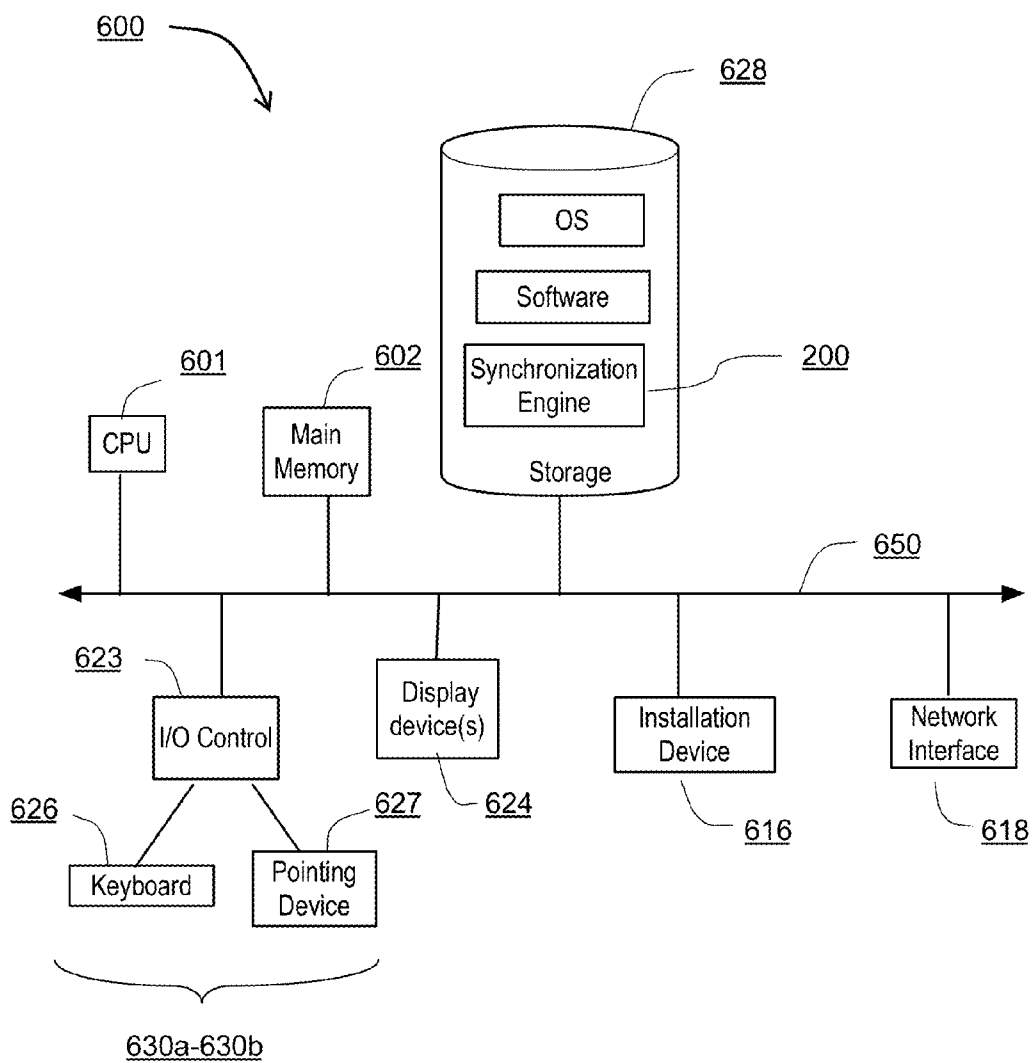 600
628
OS
Software
Synchronization
Engine
200
Storage
601
CPU
602
Main
Memory
650
623
I/O Control
Display
device(s)
624
Installation
Device
616
Network
Interface
618
626
Keyboard
627
Pointing
Device
630a-630b